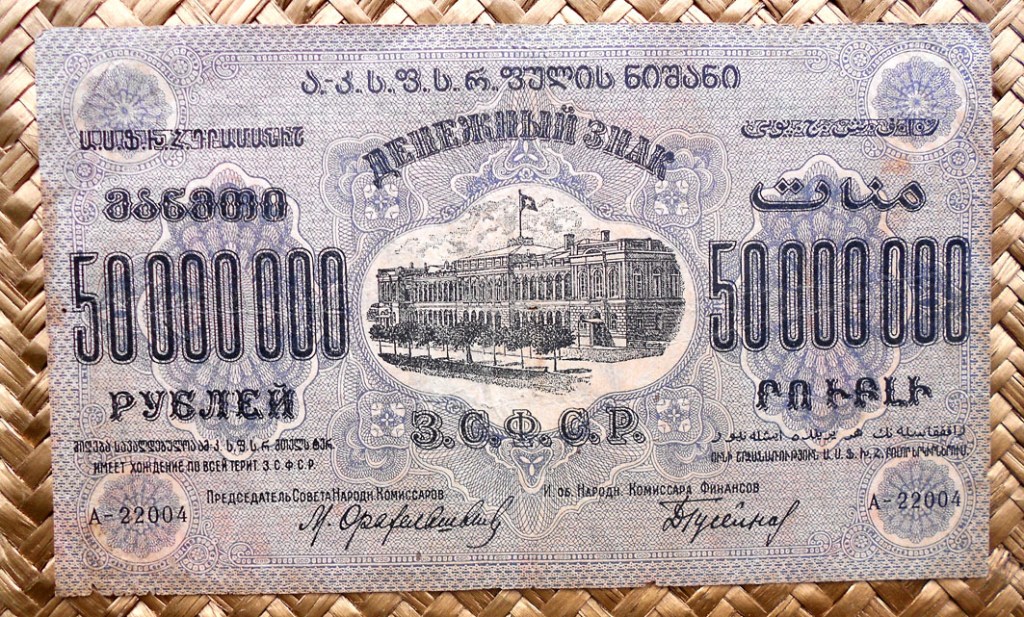 ა.-კ.ს.ფ.ს.რ. ფულის ნიშანი
ДЕНЕЖНЫЙ ЗНАК
მანეთი
منات
50 000 000
50 000 000
РУБЛЕЙ
ՐՈՒԲԼԻ
З.С.Ф.С.Р.
ИМЕЕТ ХОЖДЕНИЕ ПО ВСЕЙ ТЕРИТ. З.С.Ф.С.Р.
Председатель Совета Народн. Комиссаров
И. об. Народн. Комиссара Финансов
А-22004
А-22004